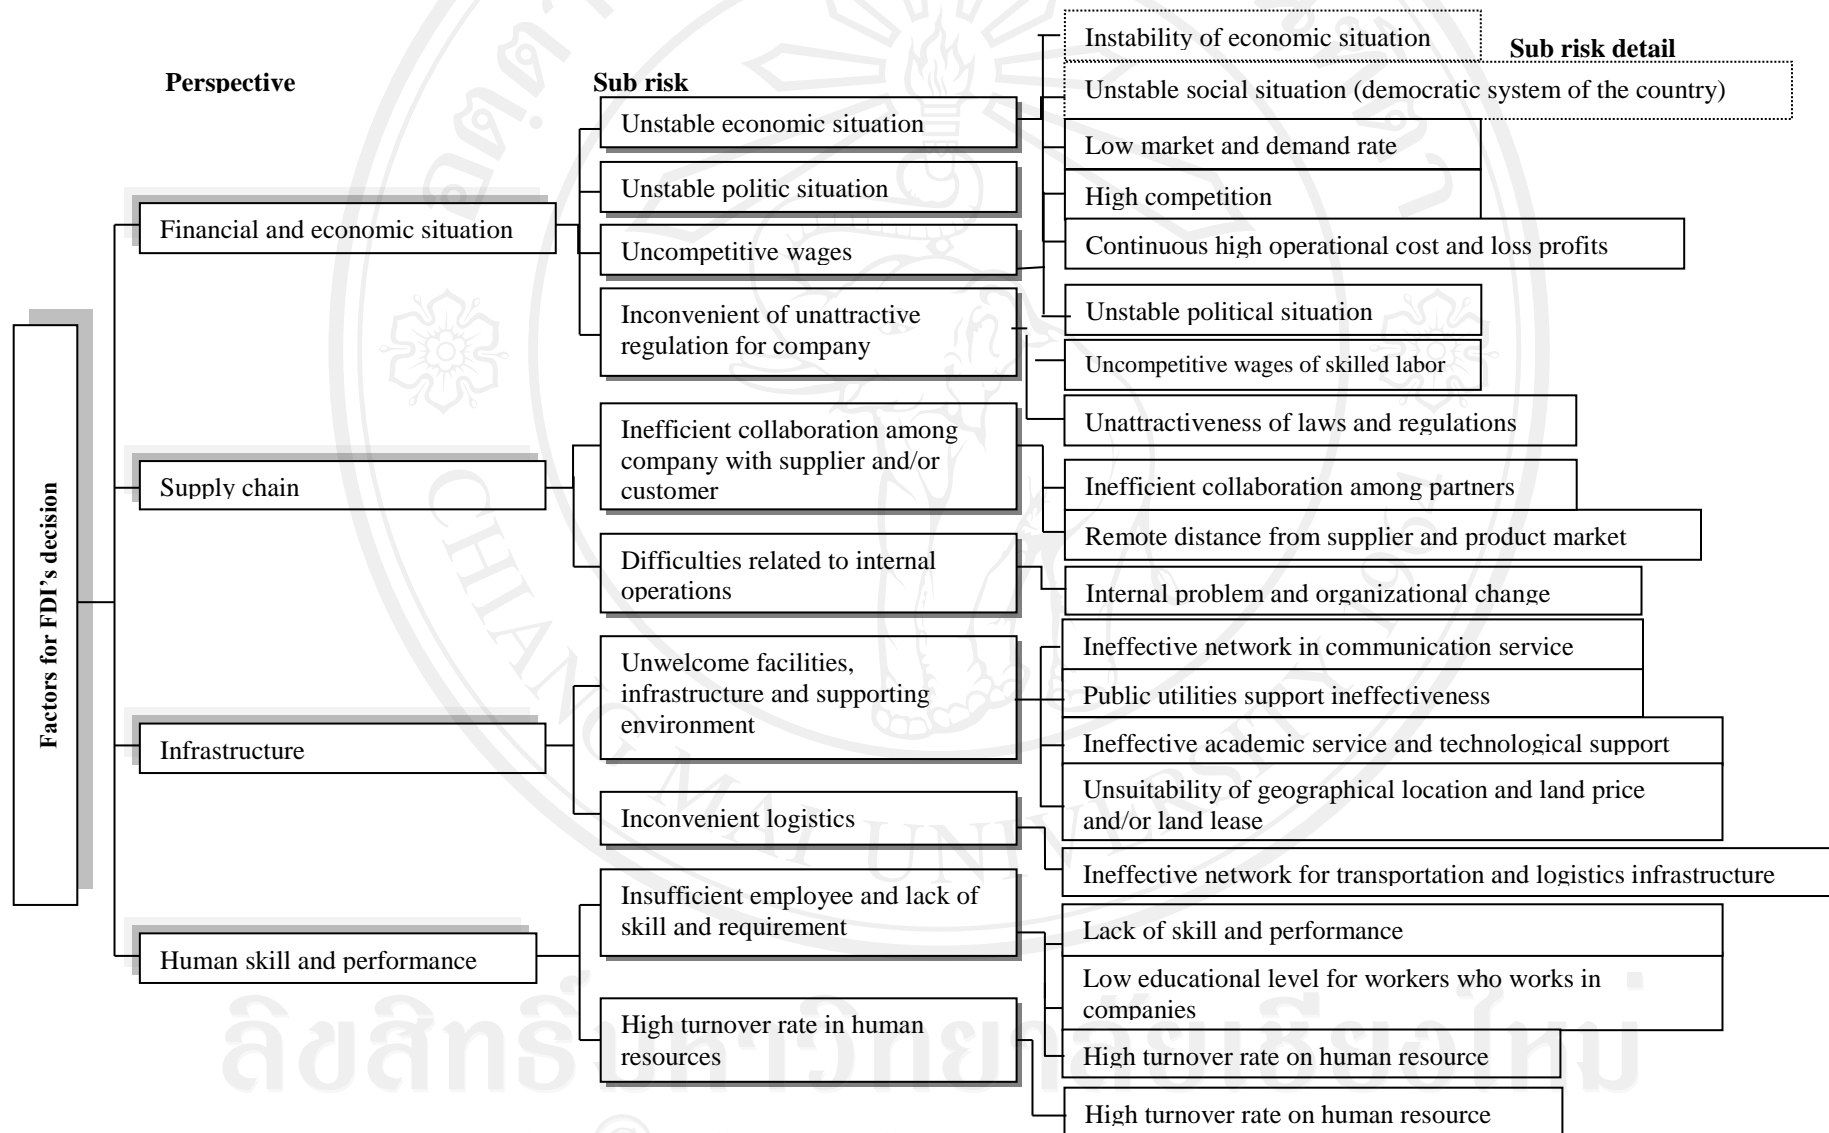 Perspective
Sub risk
Sub risk detail
Factors for FDI's decision
Financial and economic situation
Unstable economic situation
Instability of economic situation
Unstable social situation (democratic system of the country)
Low market and demand rate
High competition
Continuous high operational cost and loss profits
Unstable politic situation
Uncompetitive wages
Unstable political situation
Inconvenient of unattractive
regulation for company
Uncompetitive wages of skilled labor
Unattractiveness of laws and regulations
Supply chain
Inefficient collaboration among
company with supplier and/or
customer
Inefficient collaboration among partners
Remote distance from supplier and product market
Difficulties related to internal
operations
Internal problem and organizational change
Infrastructure
Unwelcome facilities,
infrastructure and supporting
environment
Ineffective network in communication service
Public utilities support ineffectiveness
Ineffective academic service and technological support
Unsuitability of geographical location and land price
and/or land lease
Inconvenient logistics
Ineffective network for transportation and logistics infrastructure
Human skill and performance
Insufficient employee and lack of
skill and requirement
Lack of skill and performance
Low educational level for workers who works in
companies
High turnover rate on human resource
High turnover rate in human
resources
High turnover rate on human resource
CHIANG MAI UNIVERSITY 1964